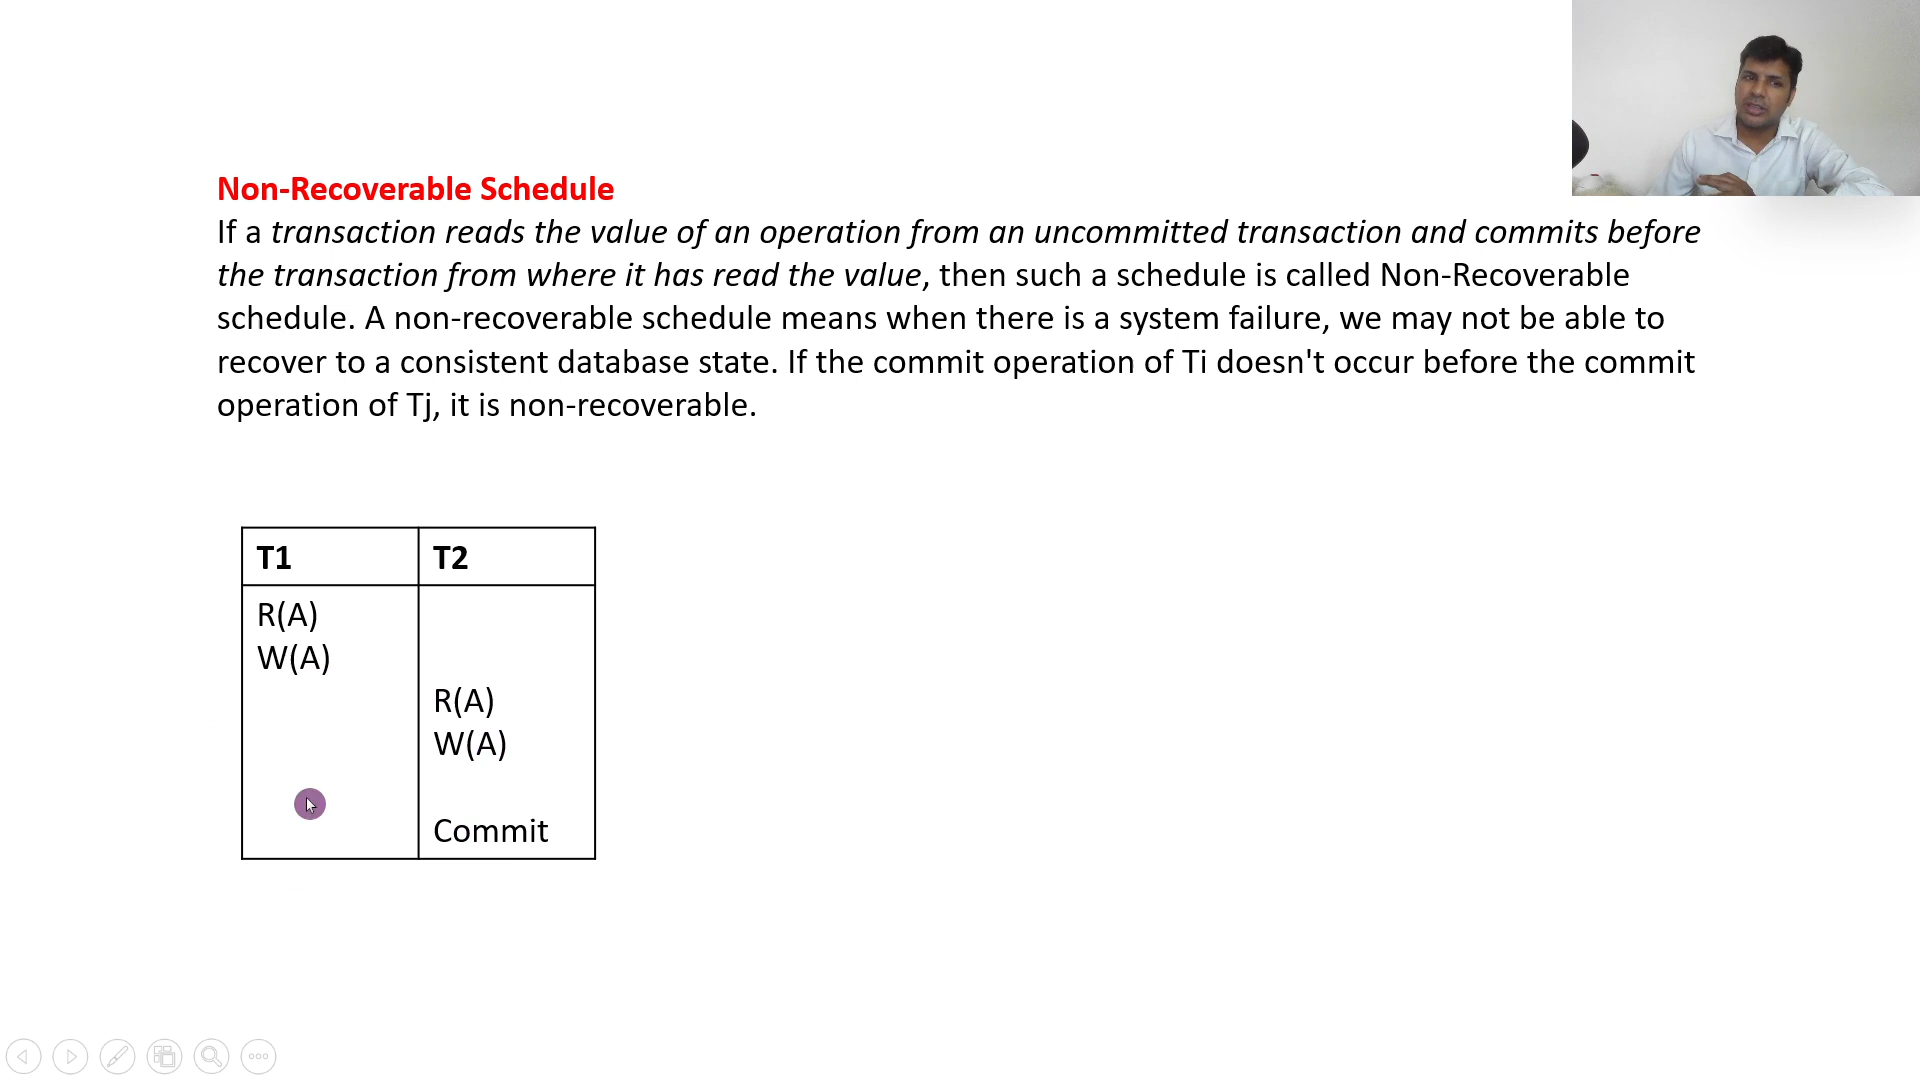 Non-Recoverable Schedule
If a transaction reads the value of an operation from an uncommitted transaction and commits before
the transaction from where it has read the value, then such a schedule is called Non-Recoverable
schedule. A non-recoverable schedule means when there is a system failure, we may not be able to
recover to a consistent database state. If the commit operation of Ti doesn't occur before the commit
operation of Tj, it is non-recoverable.
T1 T2
R(A)
W(A)
R(A)
W(A)
Commit